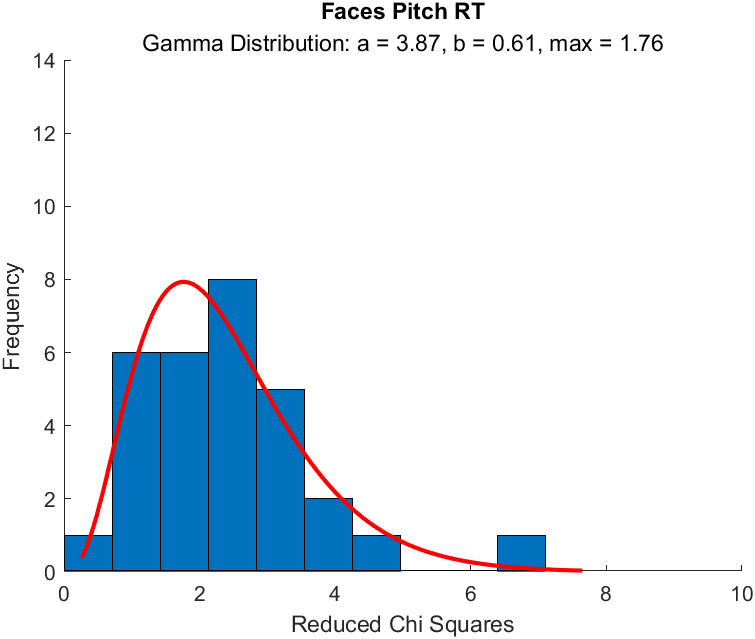 Faces Pitch RT
Gamma Distribution: a = 3.87, b = 0.61, max = 1.76
14
12
10
8
6
4
2
0
Frequency
0 2 4 6 8 10
Reduced Chi Squares